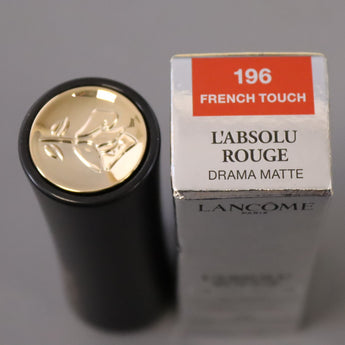 196
FRENCH TOUCH
L'ABSOLU
ROUGE
DRAMA MATTE
LANCÔME
PARIS